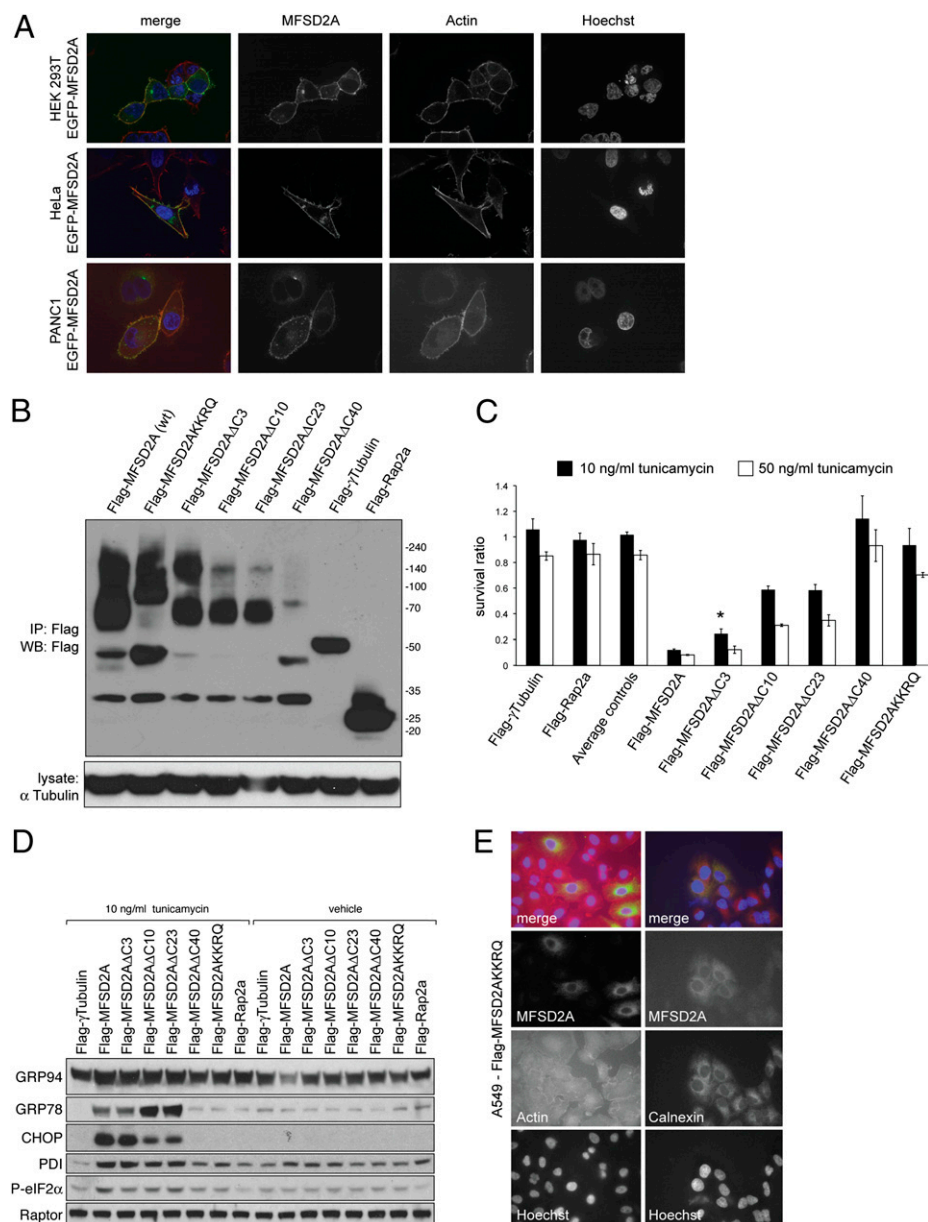 A
merge
MFSD2A
Actin
Hoechst
HEK 293T
EGFP-MFSD2A
HeLa
EGFP-MFSD2A
PANC1
EGFP-MFSD2A
B
Flag-MFSD2A (wt)
Flag-MFSD2AKKRQ
Flag-MFSD2AΔC3
Flag-MFSD2AΔC10
Flag-MFSD2AΔC23
Flag-MFSD2AΔC40
Flag-γTubulin
Flag-Rap2a
IP: Flag
WB: Flag
-240
-140
-100
-70
-50
-35
-25
-20
lysate:
α Tubulin
C
10 ng/ml tunicamycin
50 ng/ml tunicamycin
survival ratio
1.4
1.2
1
0.8
0.6
0.4
0.2
0
*
Flag-γTubulin
Flag-Rap2a
Average controls
Flag-MFSD2A
Flag-MFSD2AΔC3
Flag-MFSD2AΔC10
Flag-MFSD2AΔC23
Flag-MFSD2AΔC40
Flag-MFSD2AKKRQ
D
10 ng/ml tunicamycin
vehicle
Flag-γTubulin
Flag-MFSD2A
Flag-MFSD2AΔC3
Flag-MFSD2AΔC10
Flag-MFSD2AΔC23
Flag-MFSD2AΔC40
Flag-MFSD2AKKRQ
Flag-Rap2a
Flag-γTubulin
Flag-MFSD2A
Flag-MFSD2AΔC3
Flag-MFSD2AΔC10
Flag-MFSD2AΔC23
Flag-MFSD2AΔC40
Flag-MFSD2AKKRQ
Flag-Rap2a
GRP94
GRP78
CHOP
PDI
P-eIF2α
Raptor
E
A549 - Flag-MFSD2AKKRQ
merge
merge
MFSD2A
MFSD2A
Actin
Calnexin
Hoechst
Hoechst